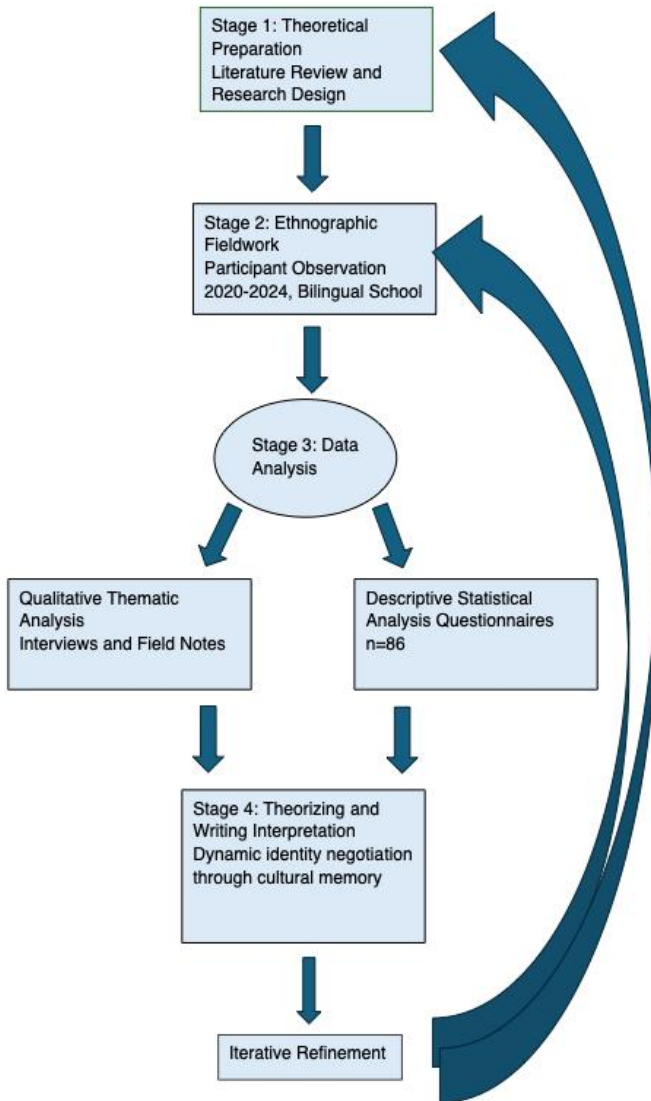 Stage 1: Theoretical
Preparation
Literature Review and
Research Design
Stage 2: Ethnographic
Fieldwork
Participant Observation
2020-2024, Bilingual School
Stage 3: Data
Analysis
Qualitative Thematic
Analysis
Interviews and Field Notes
Descriptive Statistical
Analysis Questionnaires
n=86
Stage 4: Theorizing and
Writing Interpretation
Dynamic identity negotiation
through cultural memory
Iterative Refinement